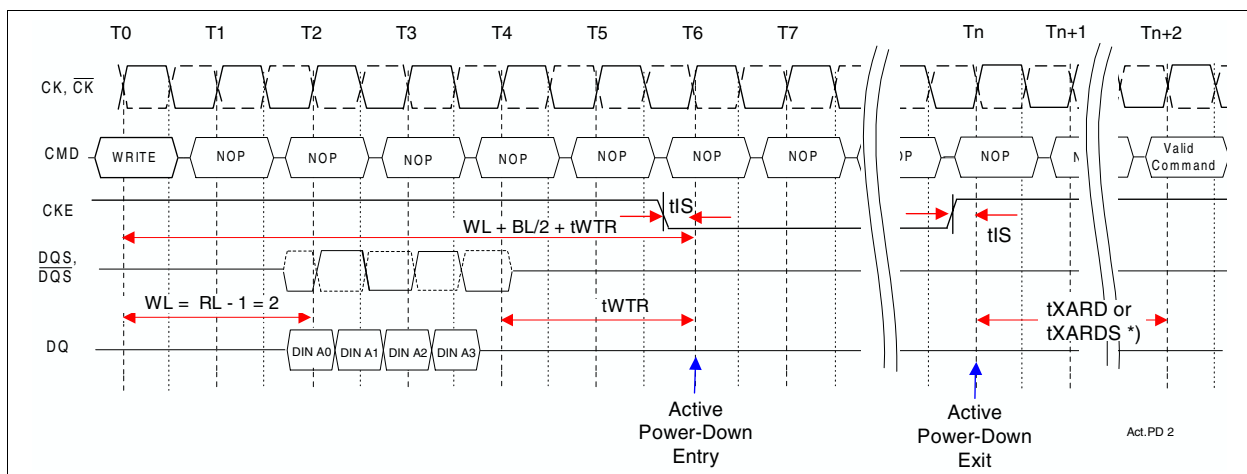 T0 T1 T2 T3 T4 T5 T6 T7 Tn Tn+1 Tn+2
CK, CK
CMD WRITE NOP NOP NOP NOP NOP NOP NOP OP NOP N Valid
Command
CKE tIS tIS
WL + BL/2 + tWTR
DQS,
DQS
WL = RL - 1 = 2 tWTR tXARD or
tXARDS *)
DQ DIN A0 DIN A1 DIN A2 DIN A3
Active
Power-Down
Entry
Active
Power-Down
Exit
Act.PD 2